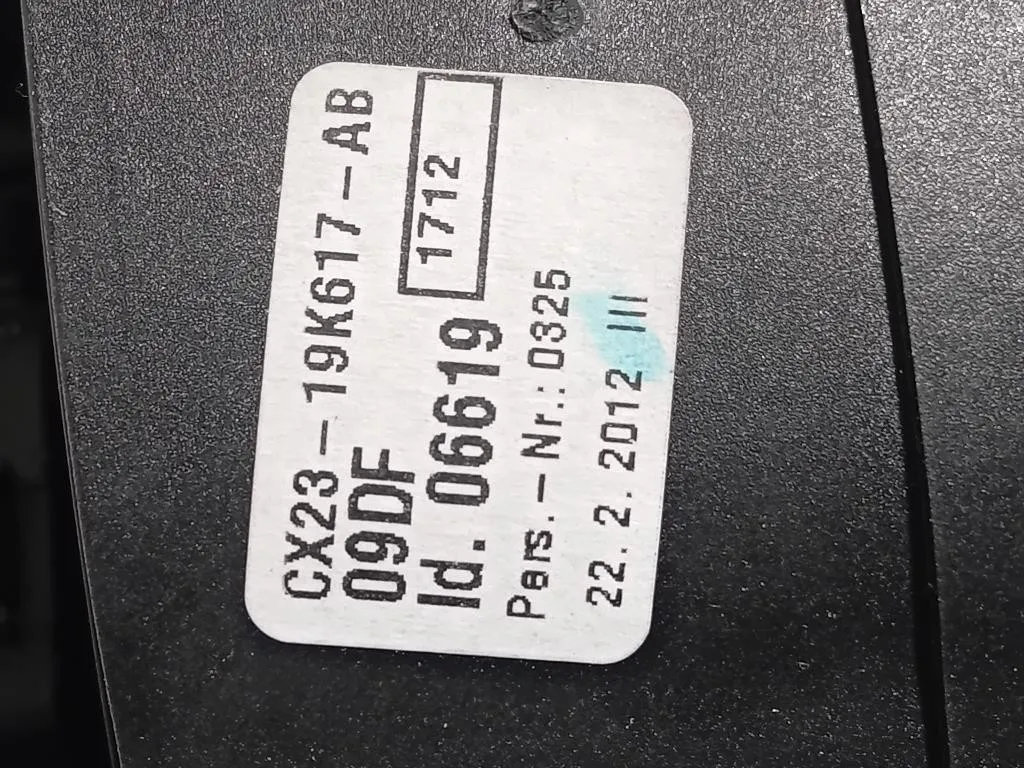 CX23-19K617-AB
09DF
Id. 06619 1712
Pers.-Nr.:0325
22.2.2012 III